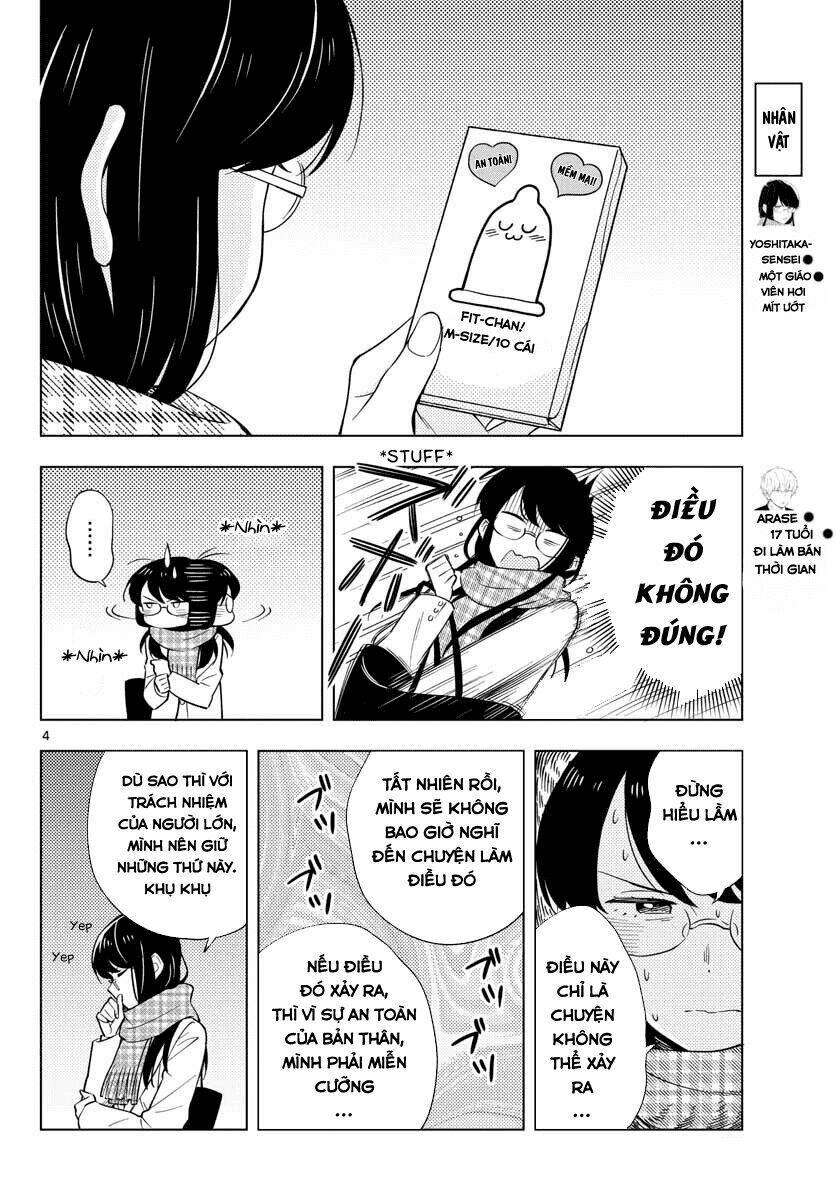 AN TOÀN!
MỀM MẠI!
FIT-CHAN!
M-SIZE/10 CÁI
NHÂN
VẬT
YOSHITAKA-
SENSEI
MỘT GIÁO
VIÊN HƠI
MÍT ƯỚT
ARASE
17 TUỔI
ĐI LÀM BÁN
THỜI GIAN
*STUFF*
ĐIỀU
ĐÓ
KHÔNG
ĐÚNG!
....
*Nhìn*
*Nhìn*
4
ĐỪNG
HIỂU LẦM
...
ĐIỀU NÀY
CHỈ LÀ
CHUYỆN
KHÔNG
THỂ XẢY
RA
TẤT NHIÊN RỒI,
MÌNH SẼ KHÔNG
BAO GIỜ NGHĨ
ĐẾN CHUYỆN LÀM
ĐIỀU ĐÓ
NẾU ĐIỀU
ĐÓ XẢY RA,
THÌ VÌ SỰ AN TOÀN
CỦA BẢN THÂN,
MÌNH PHẢI MIỄN
CƯỠNG
...
DÙ SAO THÌ VỚI
TRÁCH NHIỆM
CỦA NGƯỜI LỚN,
MÌNH NÊN GIỮ
NHỮNG THỨ NÀY.
KHỤ KHỤ
Yep
Yep